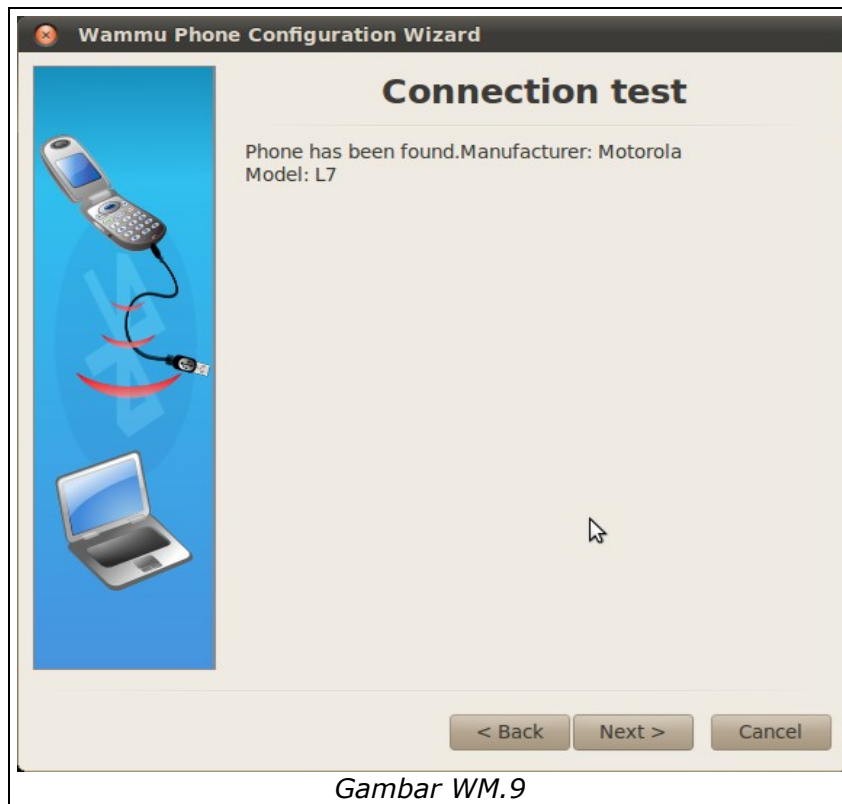 Wammu Phone Configuration Wizard
Connection test
Phone has been found.Manufacturer: Motorola
Model: L7
< Back Next > Cancel
Gambar WM.9